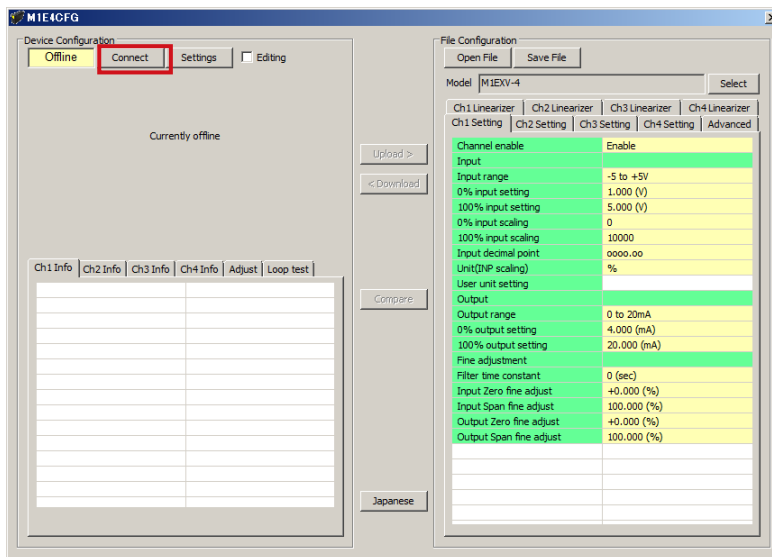 M1E4CFG
Device Configuration
Offline
Connect
Settings
Editing
Currently offline
Ch1 Info
Ch2 Info
Ch3 Info
Ch4 Info
Adjust
Loop test
Upload >
< Download
Compare
Japanese
File Configuration
Open File
Save File
Model M1EXV-4
Select
Ch1 Linearizer
Ch2 Linearizer
Ch3 Linearizer
Ch4 Linearizer
Ch1 Setting
Ch2 Setting
Ch3 Setting
Ch4 Setting
Advanced
Channel enable Enable
Input
Input range -5 to +5V
0% input setting 1.000 (V)
100% input setting 5.000 (V)
0% input scaling 0
100% input scaling 10000
Input decimal point oooo.oo
Unit(INP scaling) %
User unit setting
Output
Output range 0 to 20mA
0% output setting 4.000 (mA)
100% output setting 20.000 (mA)
Fine adjustment
Filter time constant 0 (sec)
Input Zero fine adjust +0.000 (%)
Input Span fine adjust 100.000 (%)
Output Zero fine adjust +0.000 (%)
Output Span fine adjust 100.000 (%)